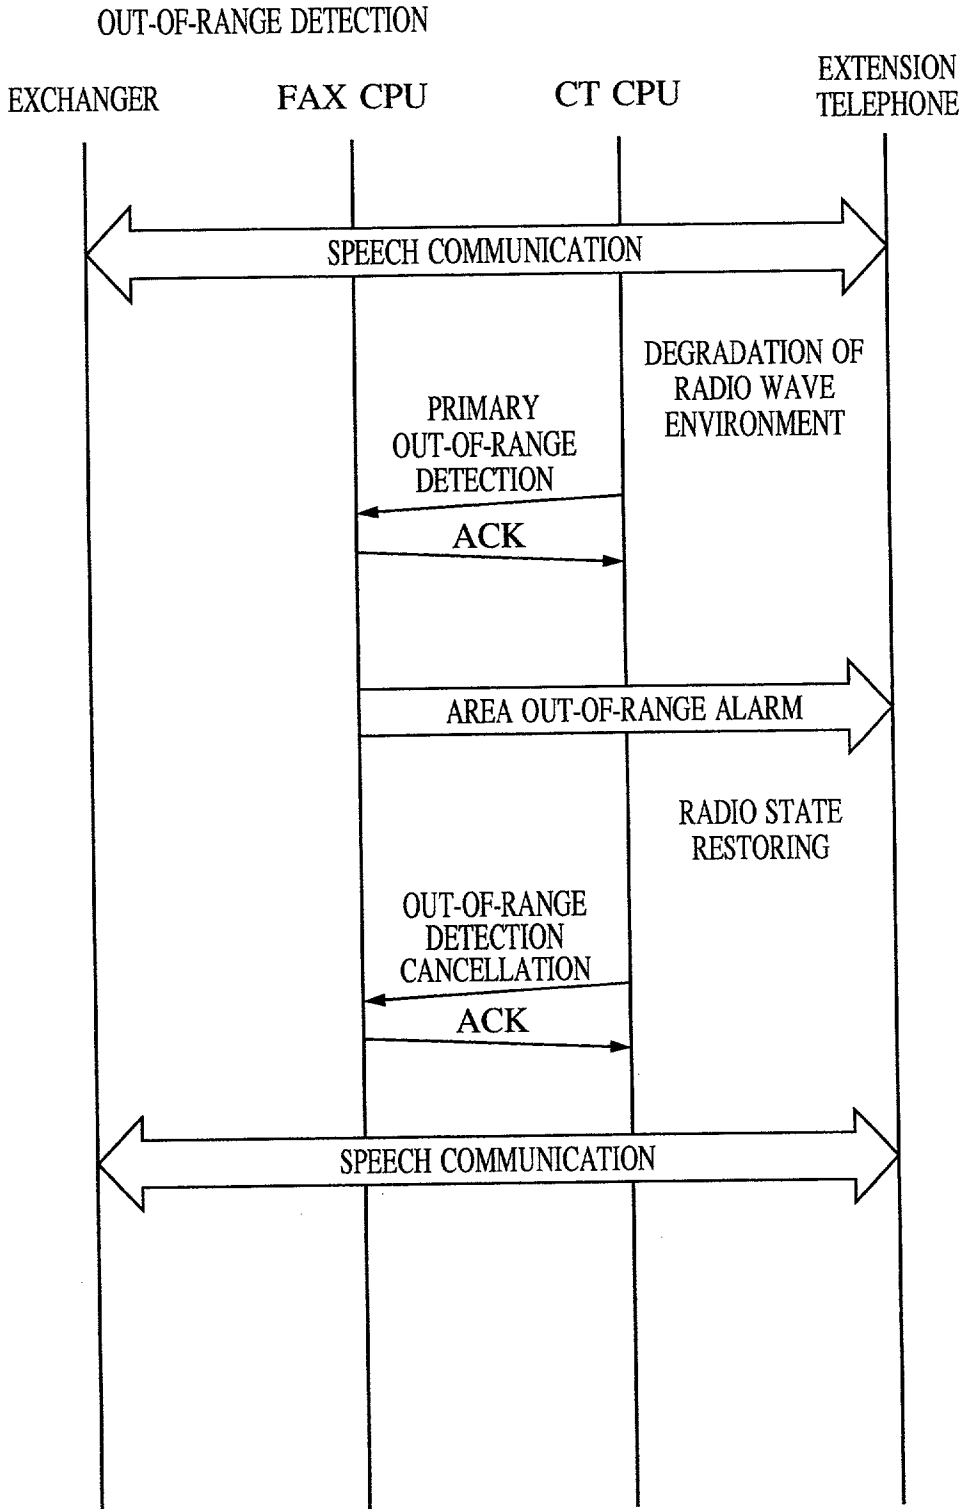 OUT-OF-RANGE DETECTION
EXCHANGER
FAX CPU
CT CPU
EXTENSION
TELEPHONE
SPEECH COMMUNICATION
DEGRADATION OF
RADIO WAVE
ENVIRONMENT
PRIMARY
OUT-OF-RANGE
DETECTION
ACK
AREA OUT-OF-RANGE ALARM
RADIO STATE
RESTORING
OUT-OF-RANGE
DETECTION
CANCELLATION
ACK
SPEECH COMMUNICATION